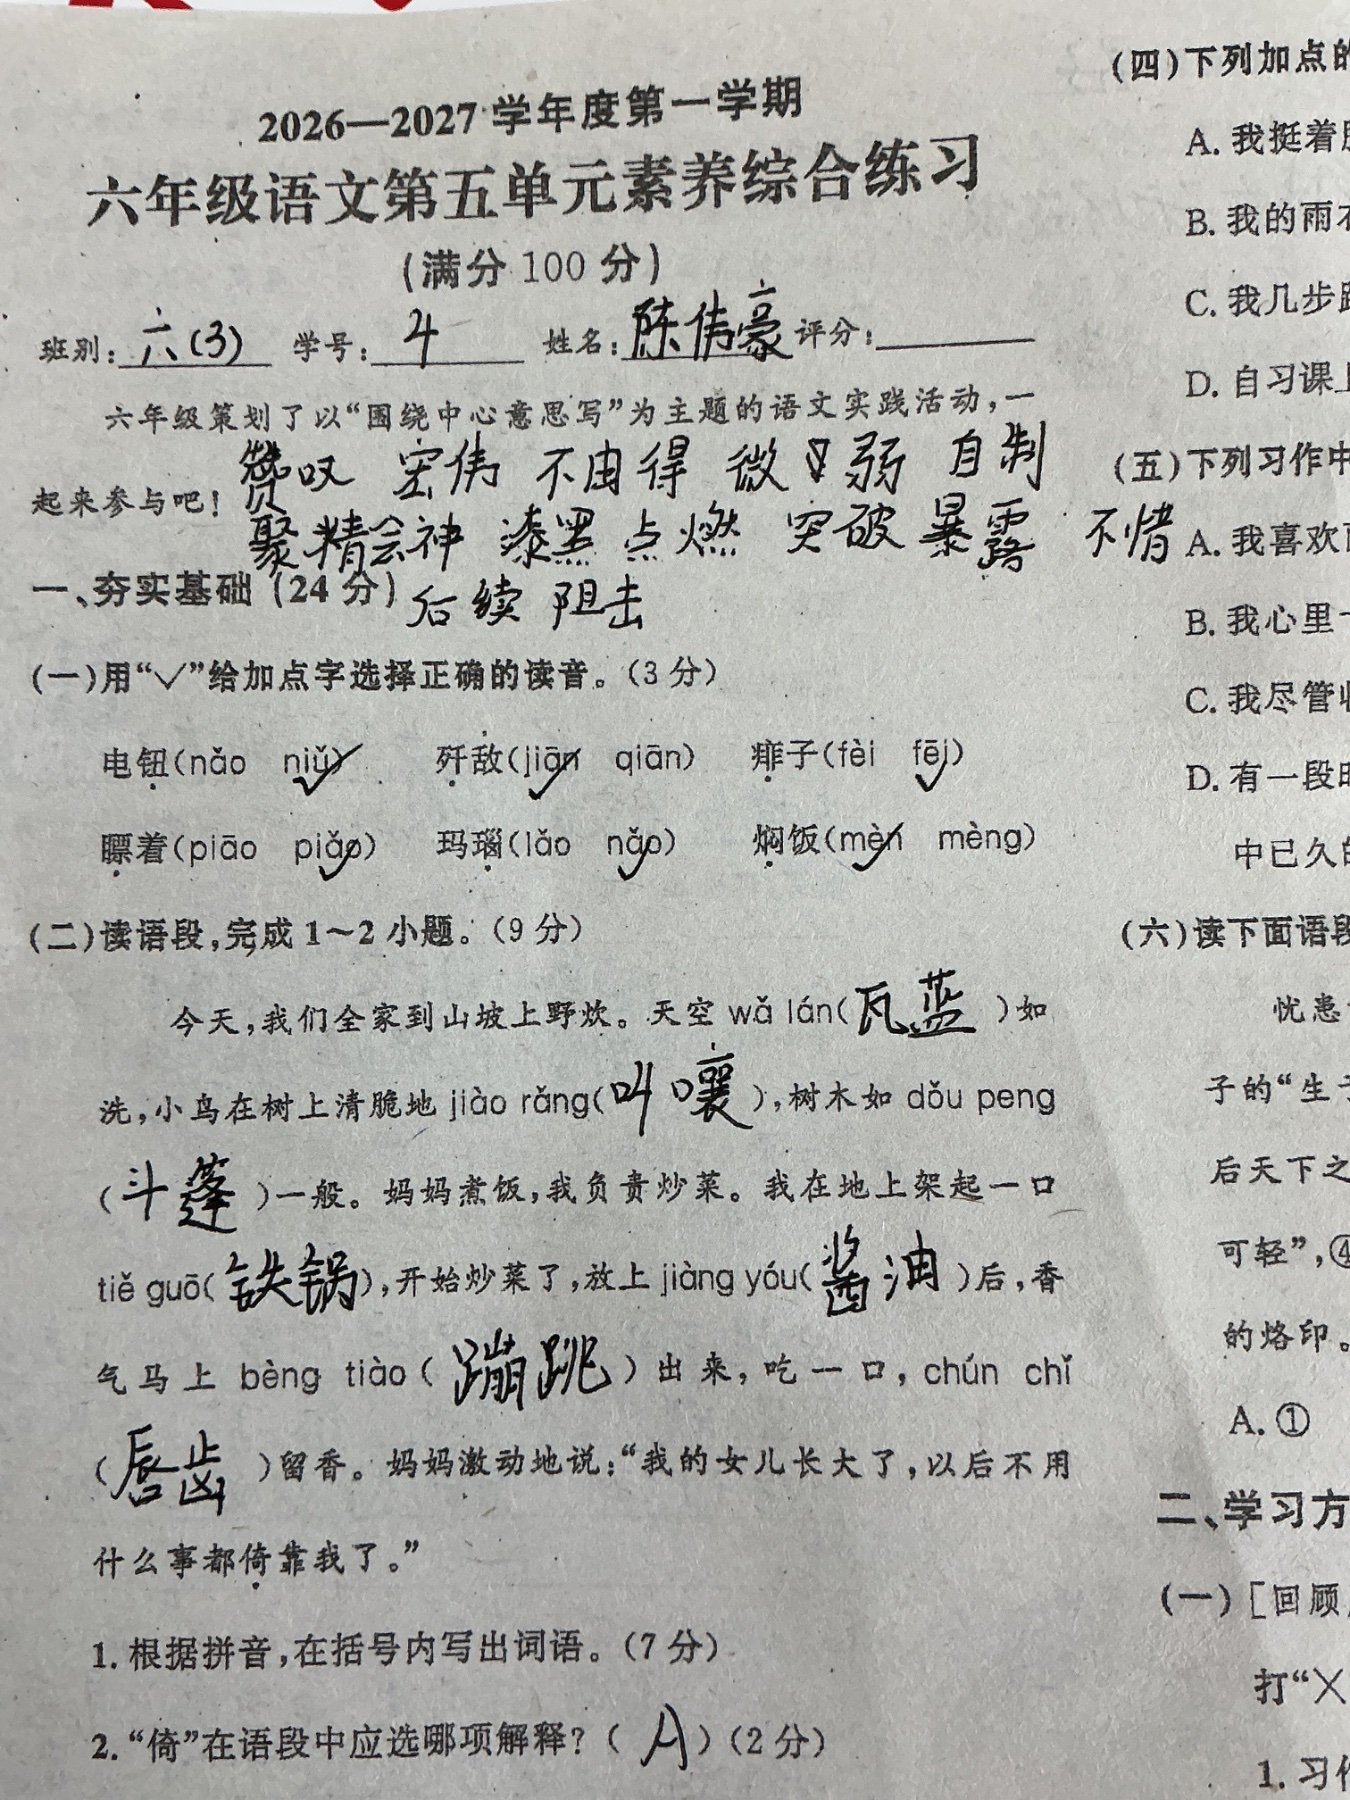 2026—2027 学年度第一学期
六年级语文第五单元素养综合练习
(满分 100 分)
班别: 六(3) 学号: 4 姓名: 陈伟豪 评分:
六年级策划了以“围绕中心意思写”为主题的语文实践活动,一
赞叹 宏伟 不由得 微弱 自制
起来参与吧!
聚精会神 漆黑 点燃 突破 暴露 不惜
一、夯实基础 (24 分)
后续 阻击
(一)用“✓”给加点字选择正确的读音。(3 分)
电钮(nǎo niǔ) 歼敌(jiān qiān) 痱子(fèi fēi)
瞟着(piāo piǎo) 玛瑙(lǎo nǎo) 焖饭(mèn mèng)
(二)读语段,完成 1~2 小题。(9 分)
今天,我们全家到山坡上野炊。天空 wǎ lán(瓦蓝)如
洗,小鸟在树上清脆地 jiào rǎng(叫嚷),树木如 dǒu peng
(斗篷)一般。妈妈煮饭,我负责炒菜。我在地上架起一口
tiě guō(铁锅),开始炒菜了,放上 jiàng yóu(酱油)后,香
气马上 bèng tiào(蹦跳)出来,吃一口,chún chǐ
(唇齿)留香。妈妈激动地说:“我的女儿长大了,以后不用
什么事都倚靠我了。”
1. 根据拼音,在括号内写出词语。(7 分)
2. “倚”在语段中应选哪项解释?(A)(2 分)
(四)下列加点的
A. 我挺着
B. 我的雨衣
C. 我几步
D. 自习课上
(五)下列习作中
A. 我喜欢
B. 我心里
C. 我尽管
D. 有一段
中已久的
(六)读下面语段
忧患
子的“生于
后天下之
可轻”,④
的烙印。
A. ①
二、学习方
(一)[回顾
打“×
1. 习作